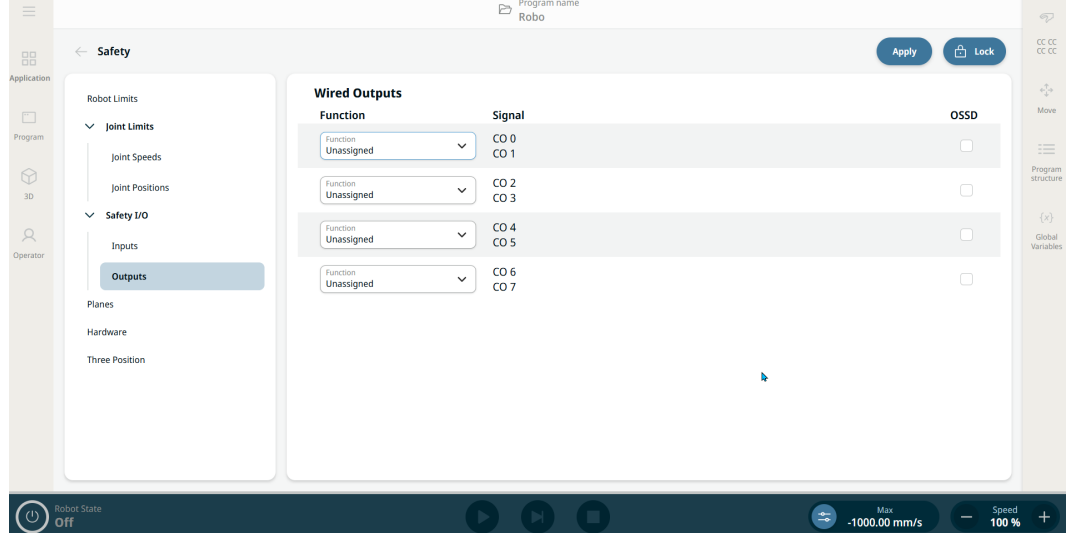 Program name
Robo
Safety
Apply
Lock
Application
Program
3D
Operator
Robot Limits
Joint Limits
Joint Speeds
Joint Positions
Safety I/O
Inputs
Outputs
Planes
Hardware
Three Position
Wired Outputs
Function
Signal
OSSD
Function
Unassigned
CO 0
CO 1
Function
Unassigned
CO 2
CO 3
Function
Unassigned
CO 4
CO 5
Function
Unassigned
CO 6
CO 7
CC CC
CC CC
Move
Program
structure
{x}
Global
Variables
Robot State
Off
Max
-1000.00 mm/s
Speed
100 %